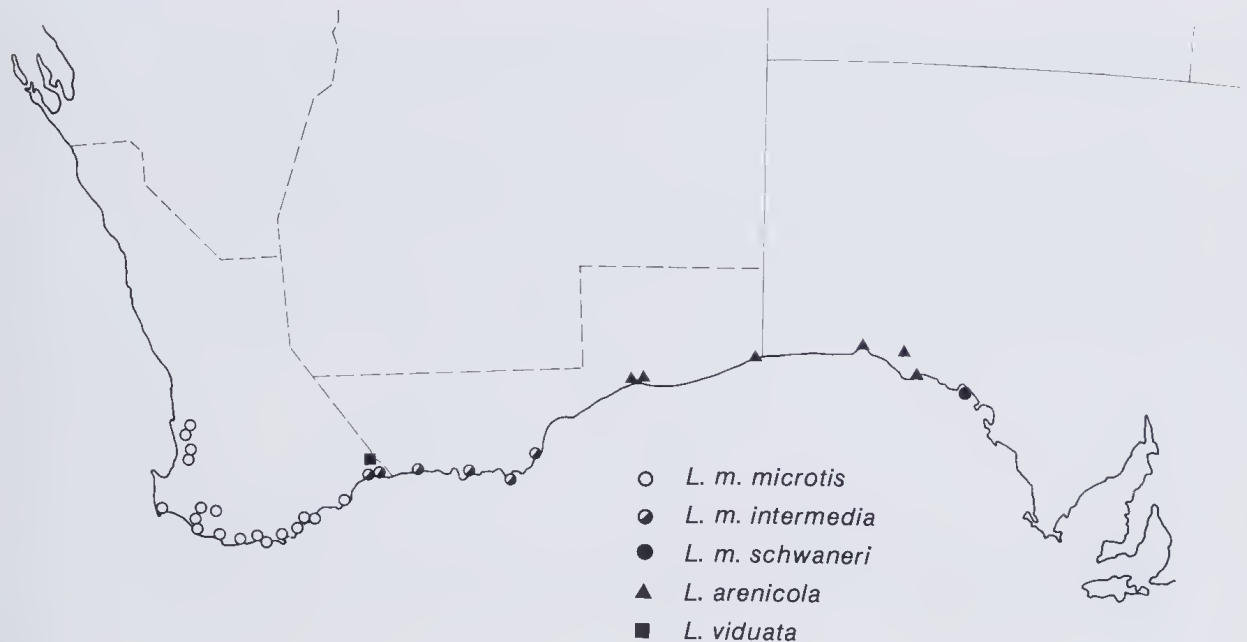 L. m. microtis
L. m. intermedia
L. m. schwaneri
L. arenicola
L. viduata